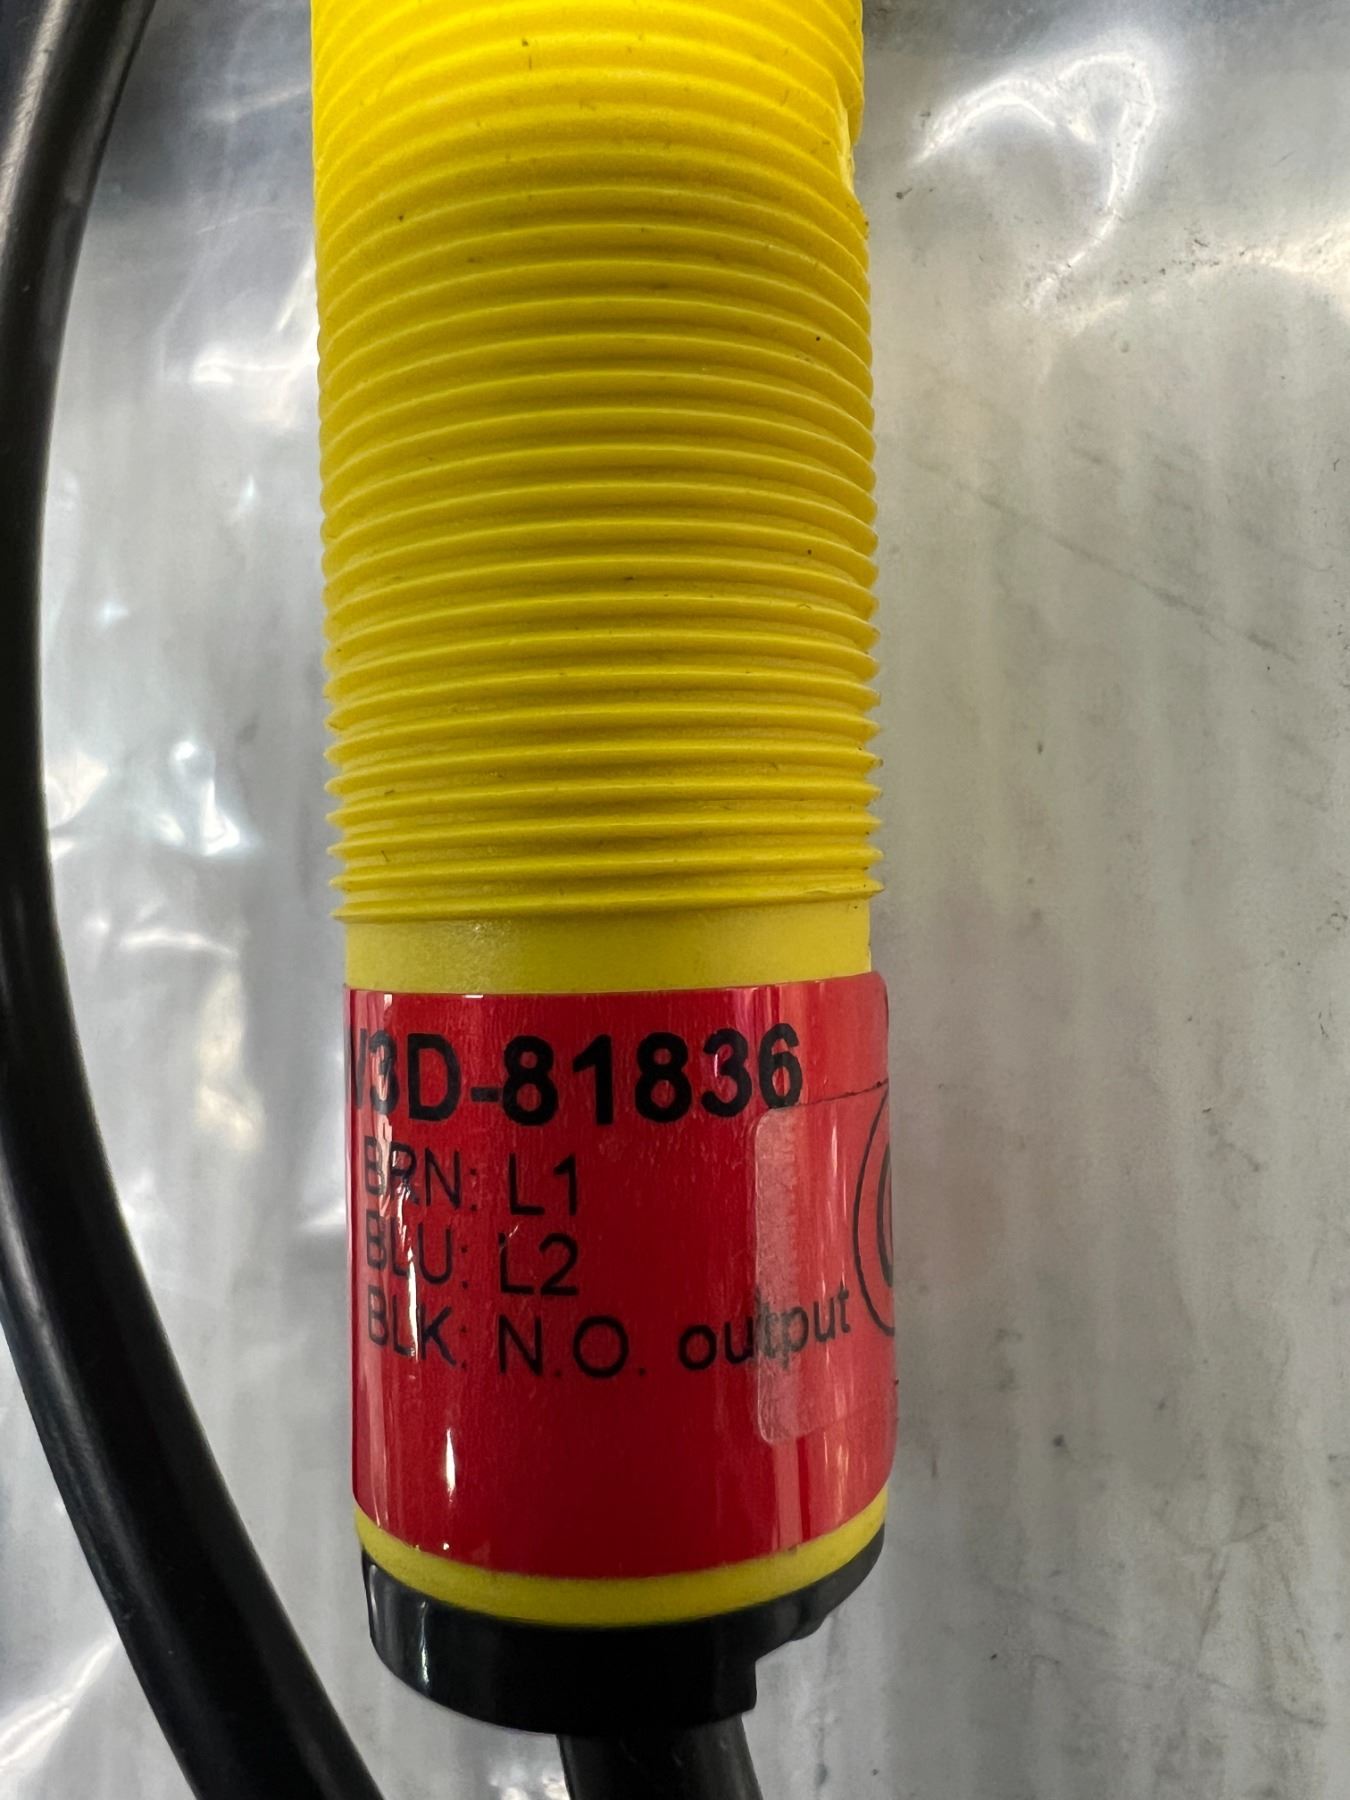 V3D-81836
BRN: L1
BLU: L2
BLK: N.O. output